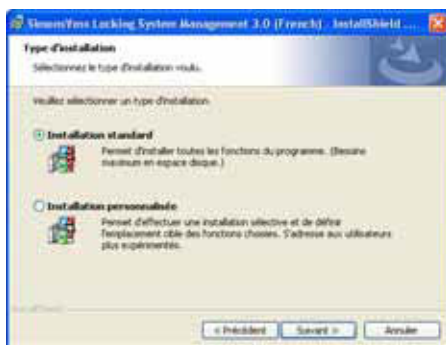 SimonsVoss Locking System Management 3.0 (French) - InstallShield ....
Type d'installation
Sélectionnez le type d'installation voulu.
Veuillez sélectionner un type d'installation.
Installation standard
Permet d'installer toutes les fonctions du programme. (Besoins
maximum en espace disque.)
Installation personnalisée
Permet d'effectuer une installation sélective et de définir
l'emplacement cible des fonctions choisies. S'adresse aux utilisateurs
plus expérimentés.
InstallShield
< Précédent
Suivant >
Annuler